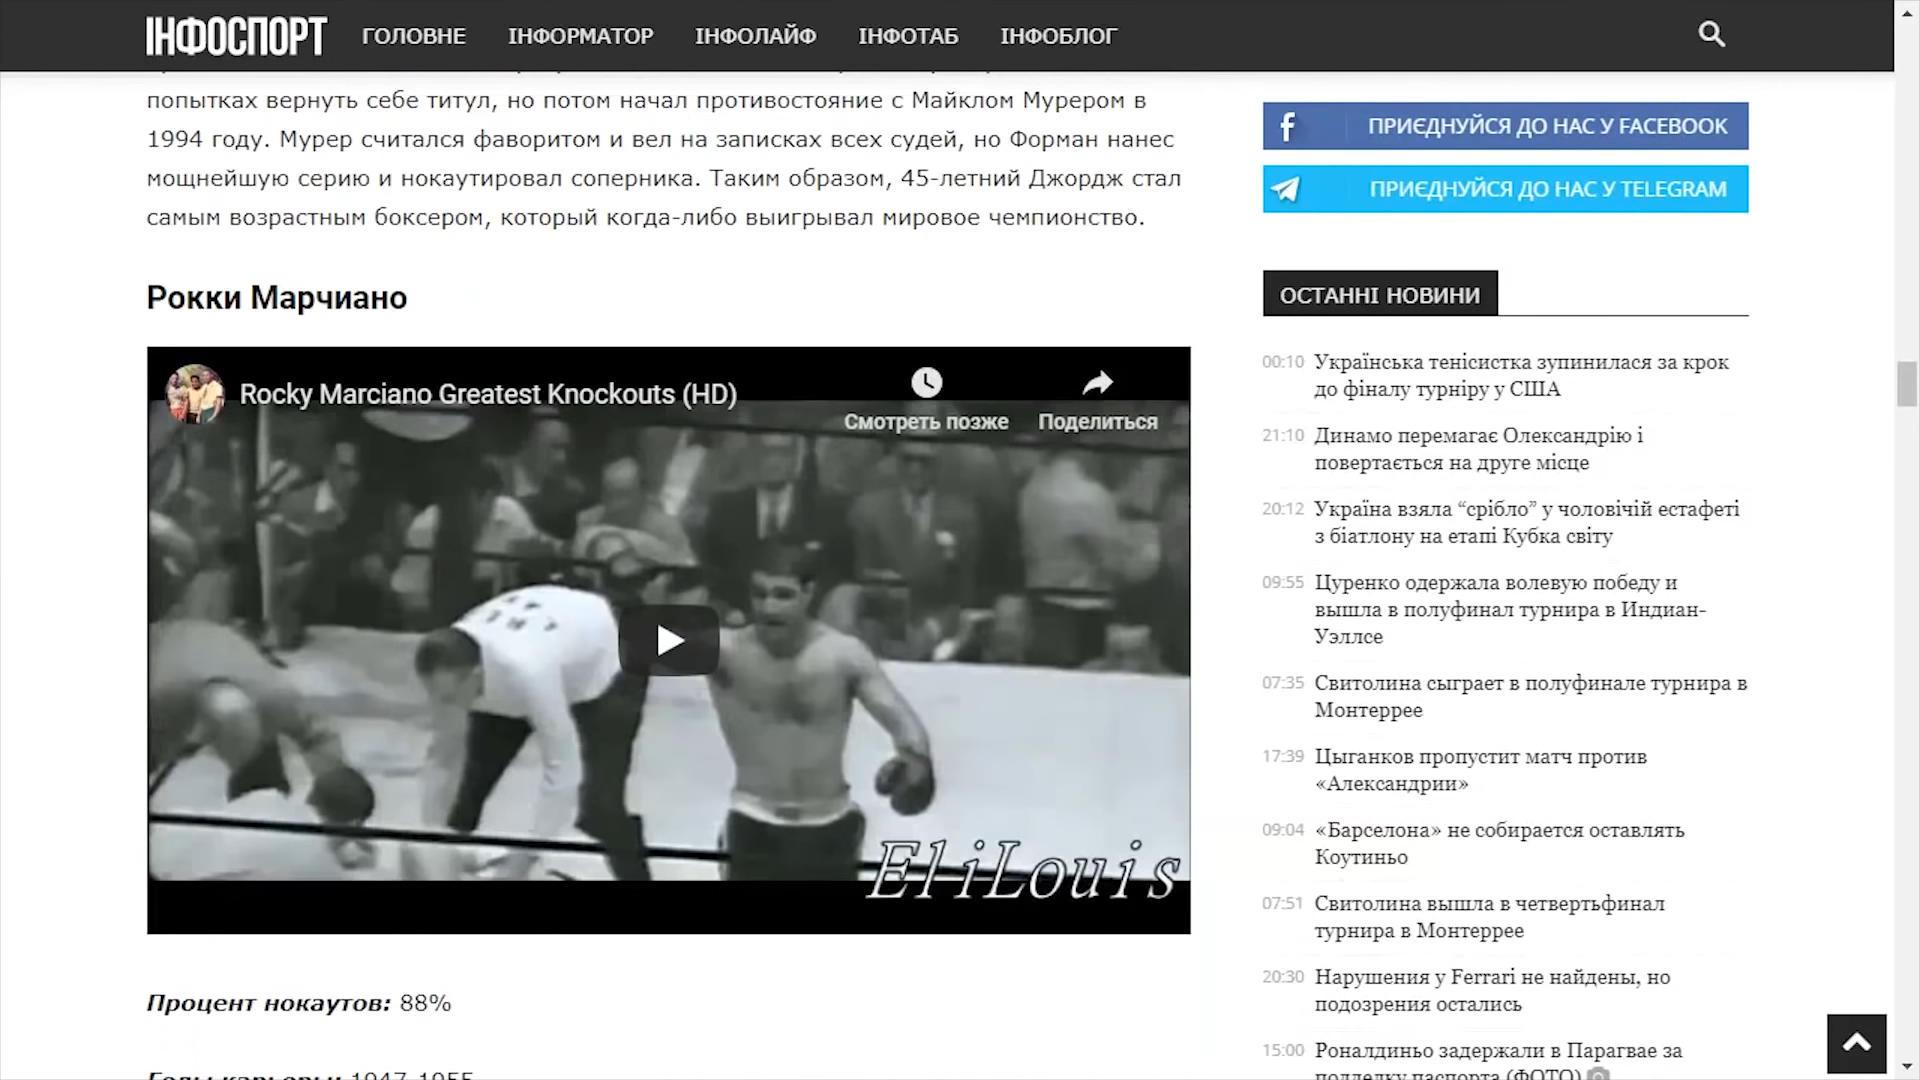 ІНФОСПОРТ
ГОЛОВНЕ
ІНФОРМАТОР
ІНФОЛАЙФ
ІНФОТАБ
ІНФОБЛОГ
попытках вернуть себе титул, но потом начал противостояние с Майклом Мурером в
1994 году. Мурер считался фаворитом и вел на записках всех судей, но Форман нанес
мощнейшую серию и нокаутировал соперника. Таким образом, 45-летний Джордж стал
самым возрастным боксером, который когда-либо выигрывал мировое чемпионство.
Рокки Марчиано
Rocky Marciano Greatest Knockouts (HD)
Смотреть позже
Поделиться
EliLouis
Процент нокаутов: 88%
Годы карьеры: 1947-1955
ПРИЄДНУЙСЯ ДО НАС У FACEBOOK
ПРИЄДНУЙСЯ ДО НАС У TELEGRAM
ОСТАННІ НОВИНИ
00:10 Українська тенісистка зупинилася за крок
до фіналу турніру у США
21:10 Динамо перемагає Олександрію і
повертається на друге місце
20:12 Україна взяла “срібло” у чоловічій естафеті
з біатлону на етапі Кубка світу
09:55 Цуренко одержала волевую победу и
вышла в полуфинал турнира в Индиан-
Уэллсе
07:35 Свитолина сыграет в полуфинале турнира в
Монтеррее
17:39 Цыганков пропустит матч против
«Александрии»
09:04 «Барселона» не собирается оставлять
Коутиньо
07:51 Свитолина вышла в четвертьфинал
турнира в Монтеррее
20:30 Нарушения у Ferrari не найдены, но
подозрения остались
15:00 Роналдиньо задержали в Парагвае за
подделку паспорта (ФОТО)